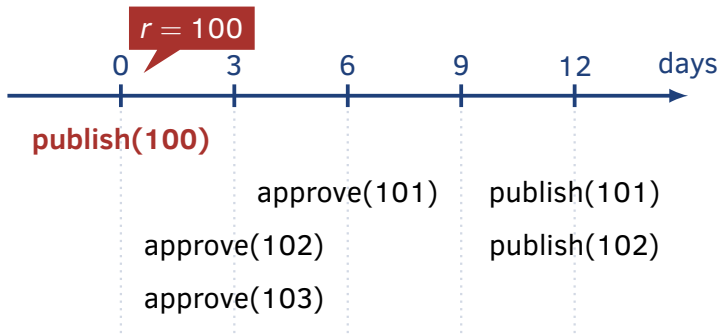 r = 100
0 3 6 9 12 days
publish(100)
approve(101) publish(101)
approve(102) publish(102)
approve(103)